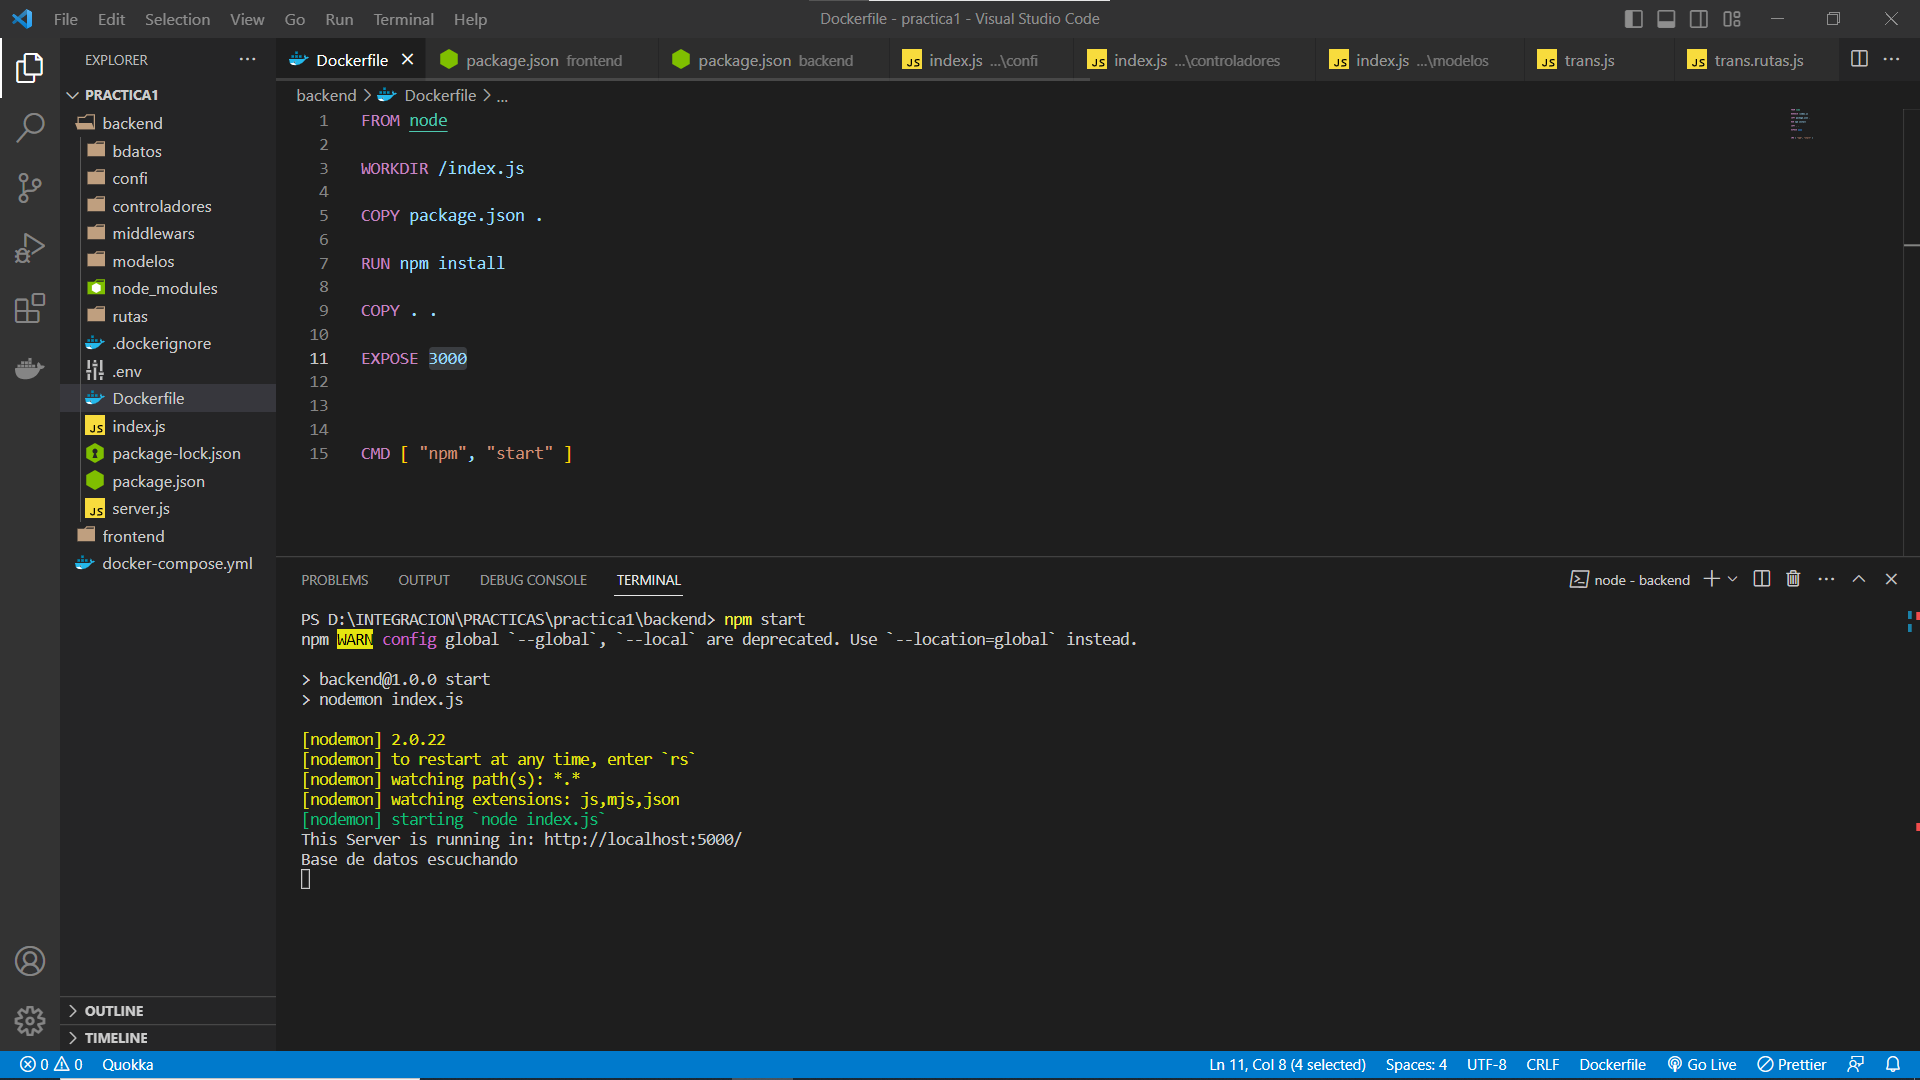 File Edit Selection View Go Run Terminal Help
Dockerfile - practica1 - Visual Studio Code
EXPLORER
PRACTICA1
backend
bdatos
confi
controladores
middlewars
modelos
node_modules
rutas
.dockerignore
.env
Dockerfile
index.js
package-lock.json
package.json
server.js
frontend
docker-compose.yml
OUTLINE
TIMELINE
Dockerfile package.json frontend package.json backend index.js ...\confi index.js ...\controladores index.js ...\modelos trans.js trans.rutas.js
backend > Dockerfile > ...
1 FROM node
2
3 WORKDIR /index.js
4
5 COPY package.json .
6
7 RUN npm install
8
9 COPY . .
10
11 EXPOSE 3000
12
13
14
15 CMD [ "npm", "start" ]
PROBLEMS OUTPUT DEBUG CONSOLE TERMINAL
node - backend
PS D:\INTEGRACION\PRACTICAS\practica1\backend> npm start
npm WARN config global `--global`, `--local` are deprecated. Use `--location=global` instead.
> backend@1.0.0 start
> nodemon index.js
[nodemon] 2.0.22
[nodemon] to restart at any time, enter `rs`
[nodemon] watching path(s): *.*
[nodemon] watching extensions: js,mjs,json
[nodemon] starting `node index.js`
This Server is running in: http://localhost:5000/
Base de datos escuchando
0 0 Quokka
Ln 11, Col 8 (4 selected) Spaces: 4 UTF-8 CRLF Dockerfile Go Live Prettier